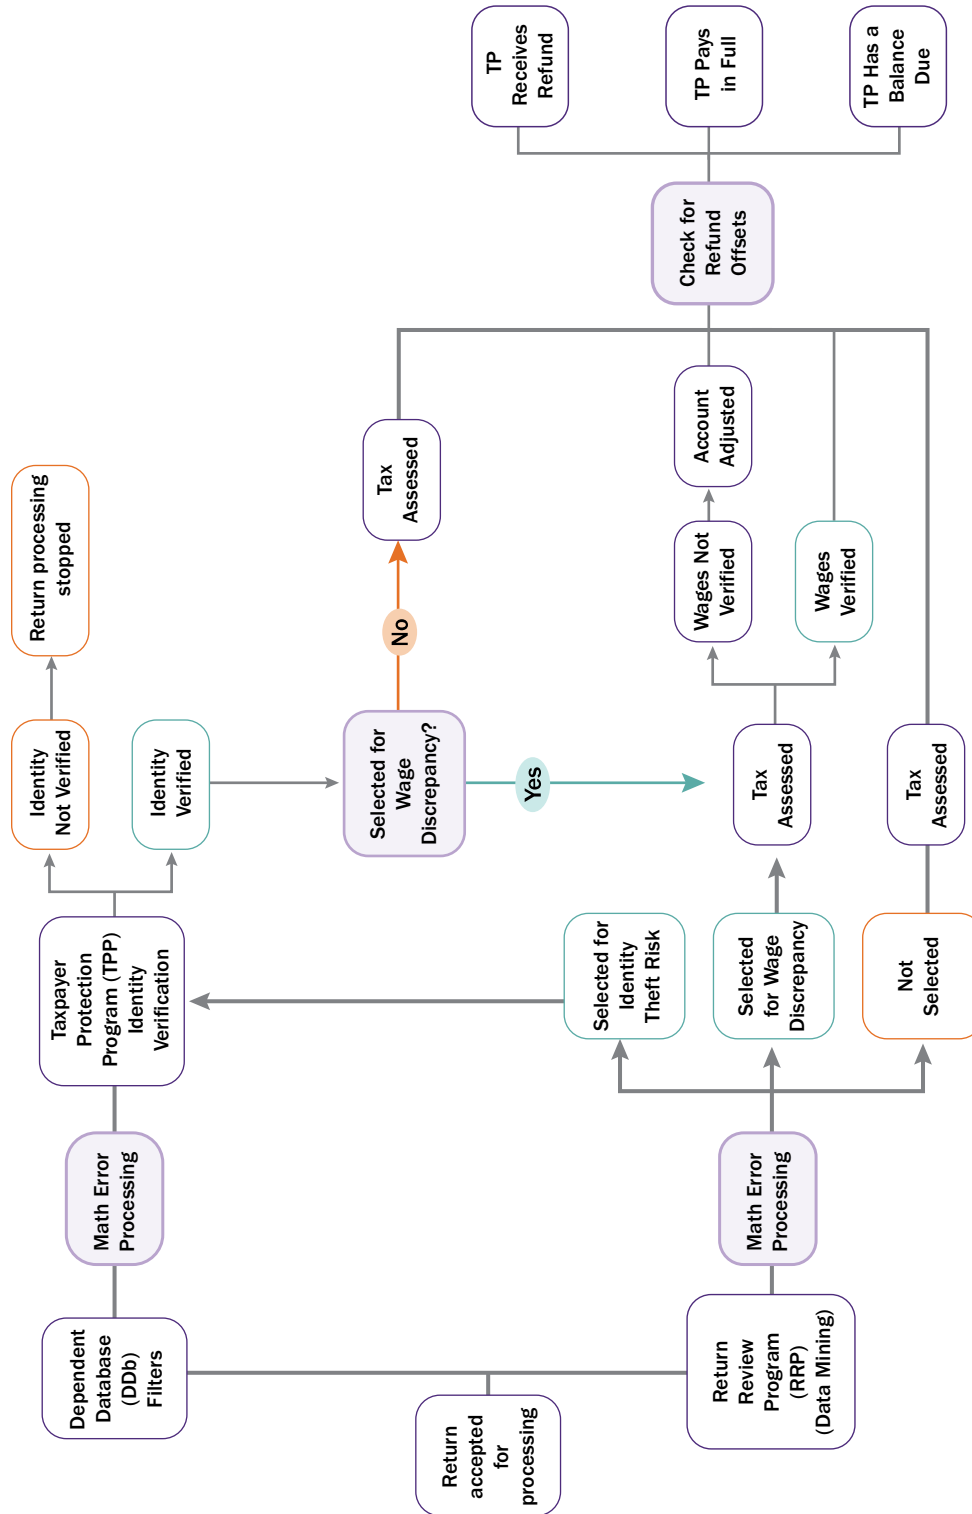 Return
accepted
for
processing
Dependent
Database
(DDb)
Filters
Math Error
Processing
Taxpayer
Protection
Program (TPP)
Identity
Verification
Identity
Not Verified
Return processing
stopped
Identity
Verified
Selected for
Wage
Discrepancy?
No
Tax
Assessed
Yes
Return
Review
Program
(RRP)
(Data Mining)
Math Error
Processing
Selected for
Identity
Theft Risk
Selected
for Wage
Discrepancy
Not
Selected
Tax
Assessed
Tax
Assessed
Wages Not
Verified
Account
Adjusted
Wages
Verified
Check for
Refund
Offsets
TP
Receives
Refund
TP Pays
in Full
TP Has a
Balance
Due